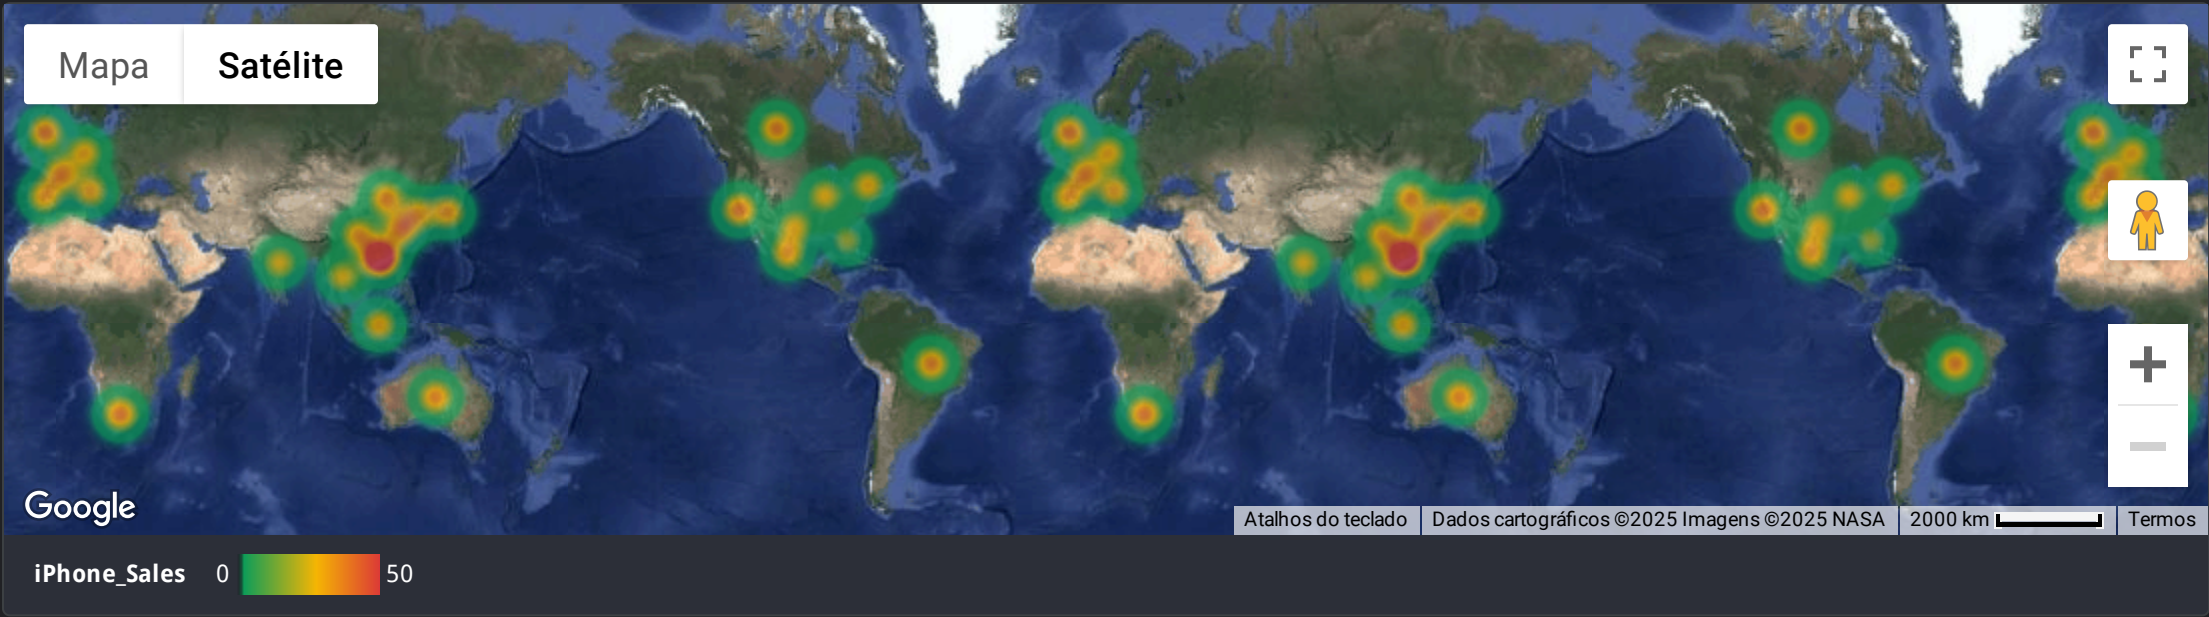 Mapa
Satélite
Google
Atalhos do teclado
Dados cartográficos ©2025 Imagens ©2025 NASA
2000 km
Termos
iPhone_Sales
0
50